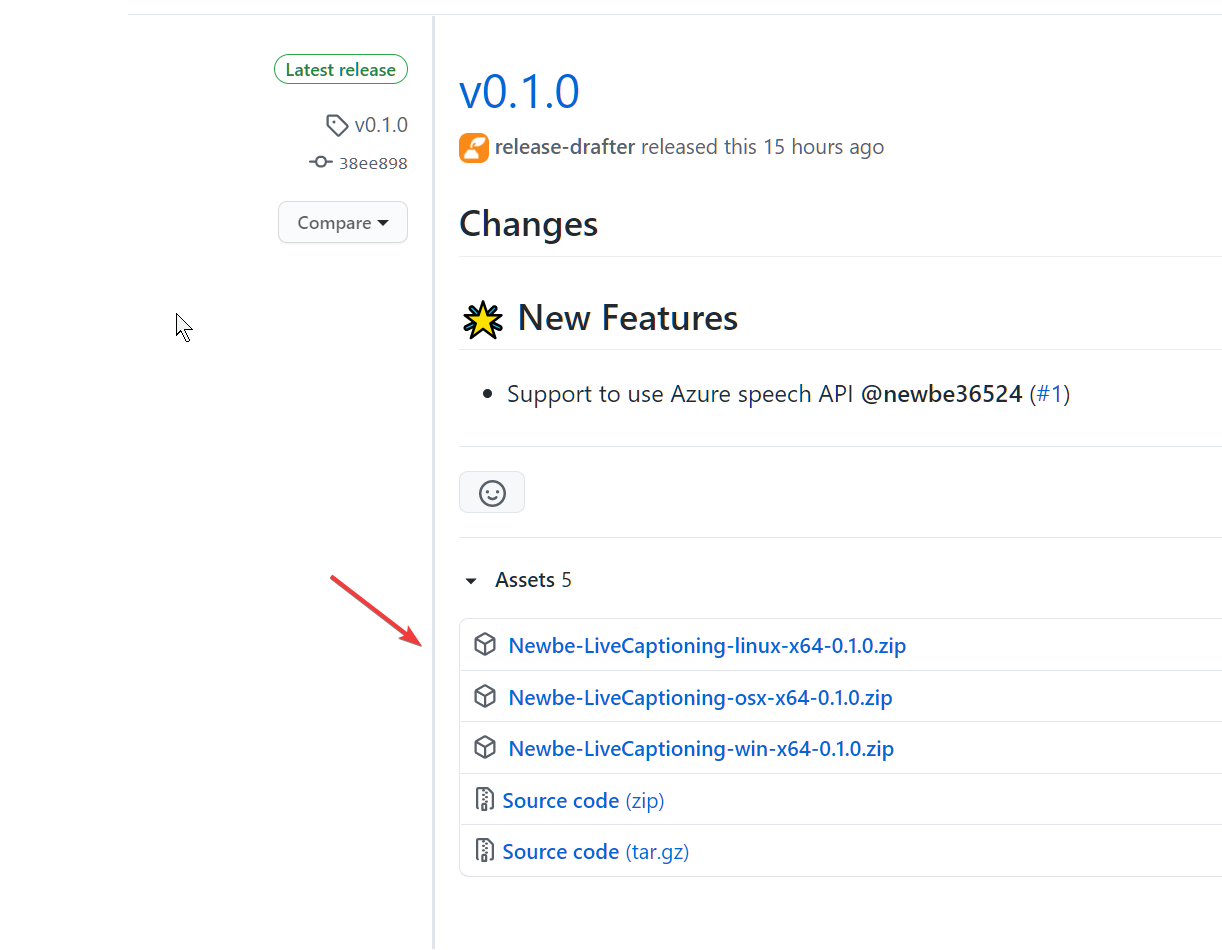 Latest release
v0.1.0
38ee898
Compare
v0.1.0
release-drafter released this 15 hours ago
Changes
🌟 New Features
• Support to use Azure speech API @newbe36524 (#1)
Assets 5
Newbe-LiveCaptioning-linux-x64-0.1.0.zip
Newbe-LiveCaptioning-osx-x64-0.1.0.zip
Newbe-LiveCaptioning-win-x64-0.1.0.zip
Source code (zip)
Source code (tar.gz)